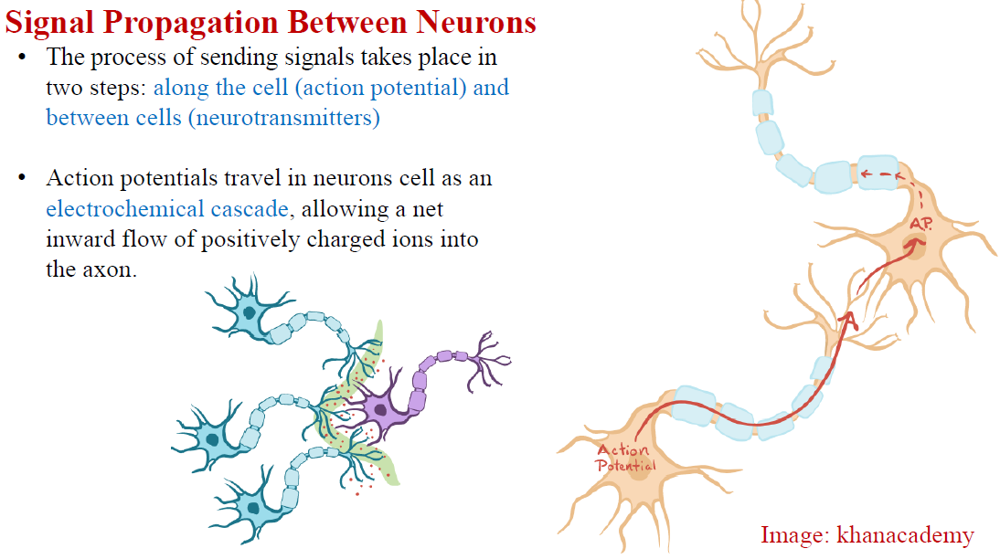 Signal Propagation Between Neurons
• The process of sending signals takes place in
two steps: along the cell (action potential) and
between cells (neurotransmitters)
• Action potentials travel in neurons cell as an
electrochemical cascade, allowing a net
inward flow of positively charged ions into
the axon.
A.P.
Action
Potential
Image: khanacademy